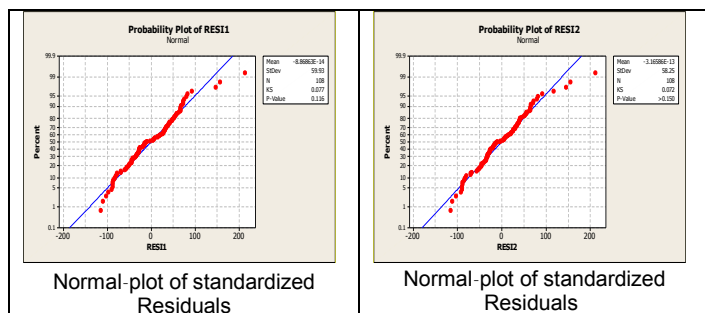 Probability Plot of RESI1
Normal
Mean -8.86863E-14
StDev 59.93
N 108
KS 0.077
P-Value 0.116
99.9
99
95
90
80
70
60
50
40
30
20
10
5
1
0.1
Percent
-200 -100 0 100 200
RESI1
Normal-plot of standardized
Residuals
Probability Plot of RESI2
Normal
Mean -3.16586E-13
StDev 58.25
N 108
KS 0.072
P-Value >0.150
99.9
99
95
90
80
70
60
50
40
30
20
10
5
1
0.1
Percent
-200 -100 0 100 200
RESI2
Normal-plot of standardized
Residuals